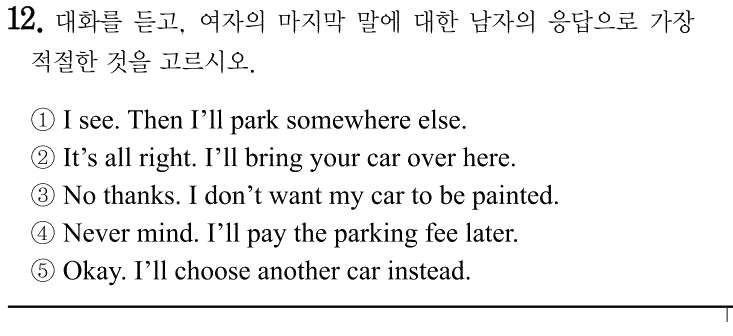 12. 대화를 듣고, 여자의 마지막 말에 대한 남자의 응답으로 가장
적절한 것을 고르시오.
① I see. Then I’ll park somewhere else.
② It’s all right. I’ll bring your car over here.
③ No thanks. I don’t want my car to be painted.
④ Never mind. I’ll pay the parking fee later.
⑤ Okay. I’ll choose another car instead.